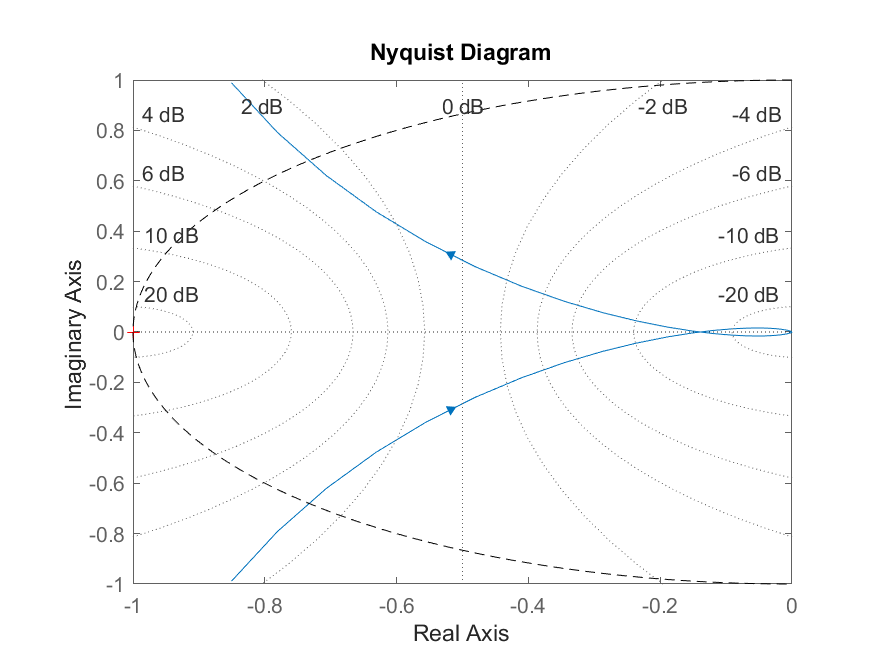 Nyquist Diagram
1
0.8
0.6
0.4
0.2
0
-0.2
-0.4
-0.6
-0.8
-1
Imaginary Axis
4 dB
2 dB
0 dB
-2 dB
-4 dB
6 dB
-6 dB
10 dB
-10 dB
20 dB
-20 dB
-1
-0.8
-0.6
-0.4
-0.2
0
Real Axis